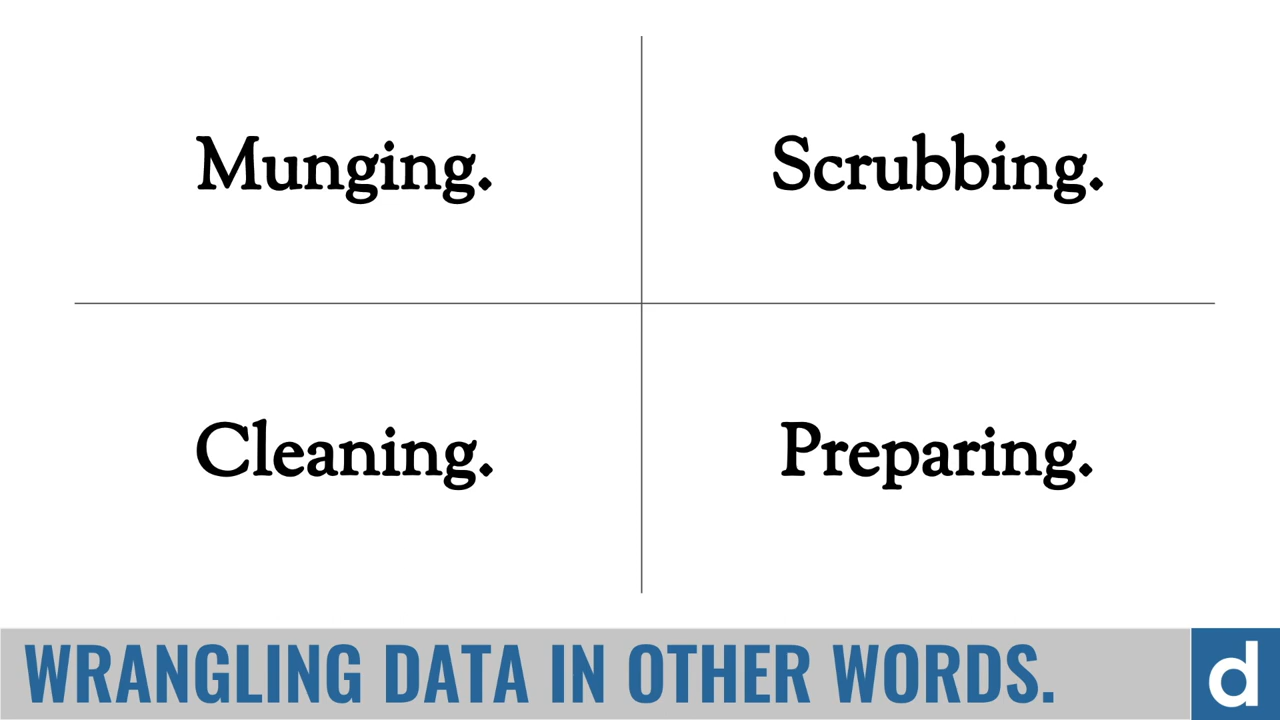 Munging.
Scrubbing.
Cleaning.
Preparing.
WRANGLING DATA IN OTHER WORDS.
d